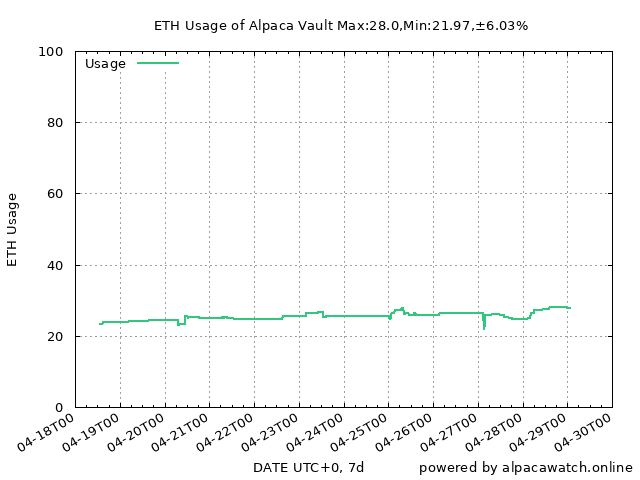 ETH Usage of Alpaca Vault Max:28.0,Min:21.97,±6.03%
100
Usage
80
60
40
20
0
ETH Usage
04-18T00
04-19T00
04-20T00
04-21T00
04-22T00
04-23T00
04-24T00
04-25T00
04-26T00
04-27T00
04-28T00
04-29T00
04-30T00
DATE UTC+0, 7d
powered by alpacawatch.online